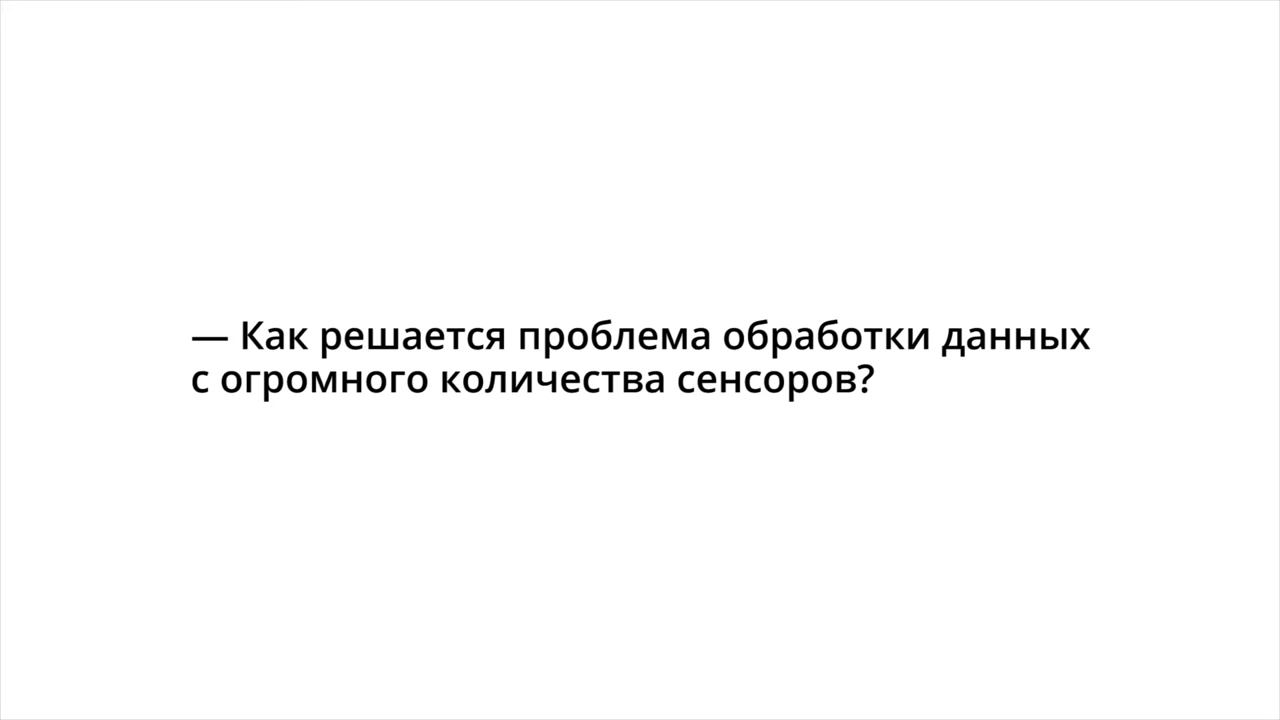 — Как решается проблема обработки данных
с огромного количества сенсоров?